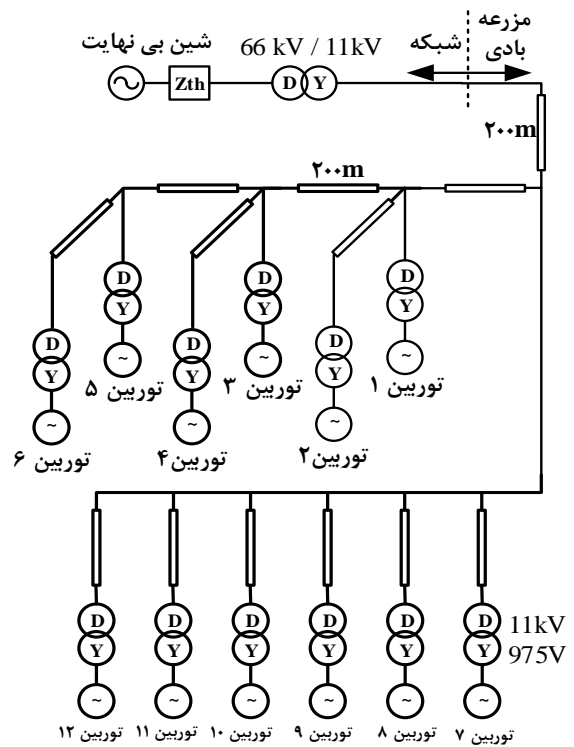 شین بی نهایت
66 kV / 11kV
شبکه
مزرعه بادی
Zth
D Y
۲۰۰m
۲۰۰m
D
Y
~
توربین ۱
D
Y
~
توربین۲
D
Y
~
توربین ۳
D
Y
~
توربین۴
D
Y
~
توربین ۵
D
Y
~
توربین ۶
D
Y
~
توربین ۷
11kV
975V
D
Y
~
توربین ۸
D
Y
~
توربین ۹
D
Y
~
توربین ۱۰
D
Y
~
توربین ۱۱
D
Y
~
توربین ۱۲